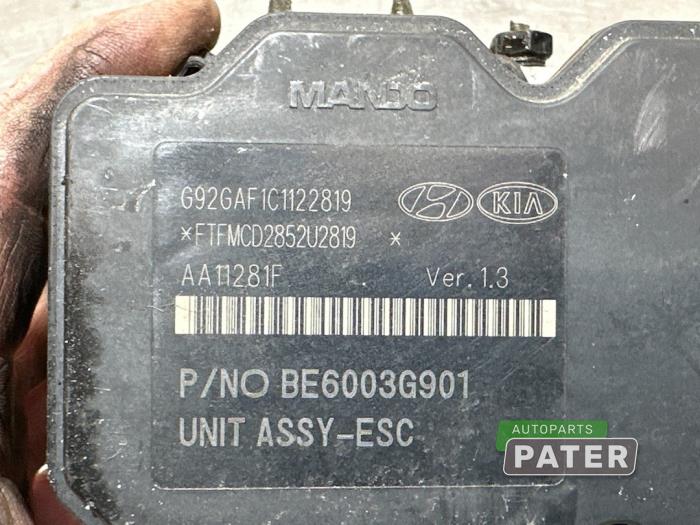 MANDO
G92GAF1C1122819
KIA
*FTFMCD2852U2819 *
AA11281F . Ver. 1.3
P/NO BE6003G901
UNIT ASSY-ESC
AUTOPARTS
PATER